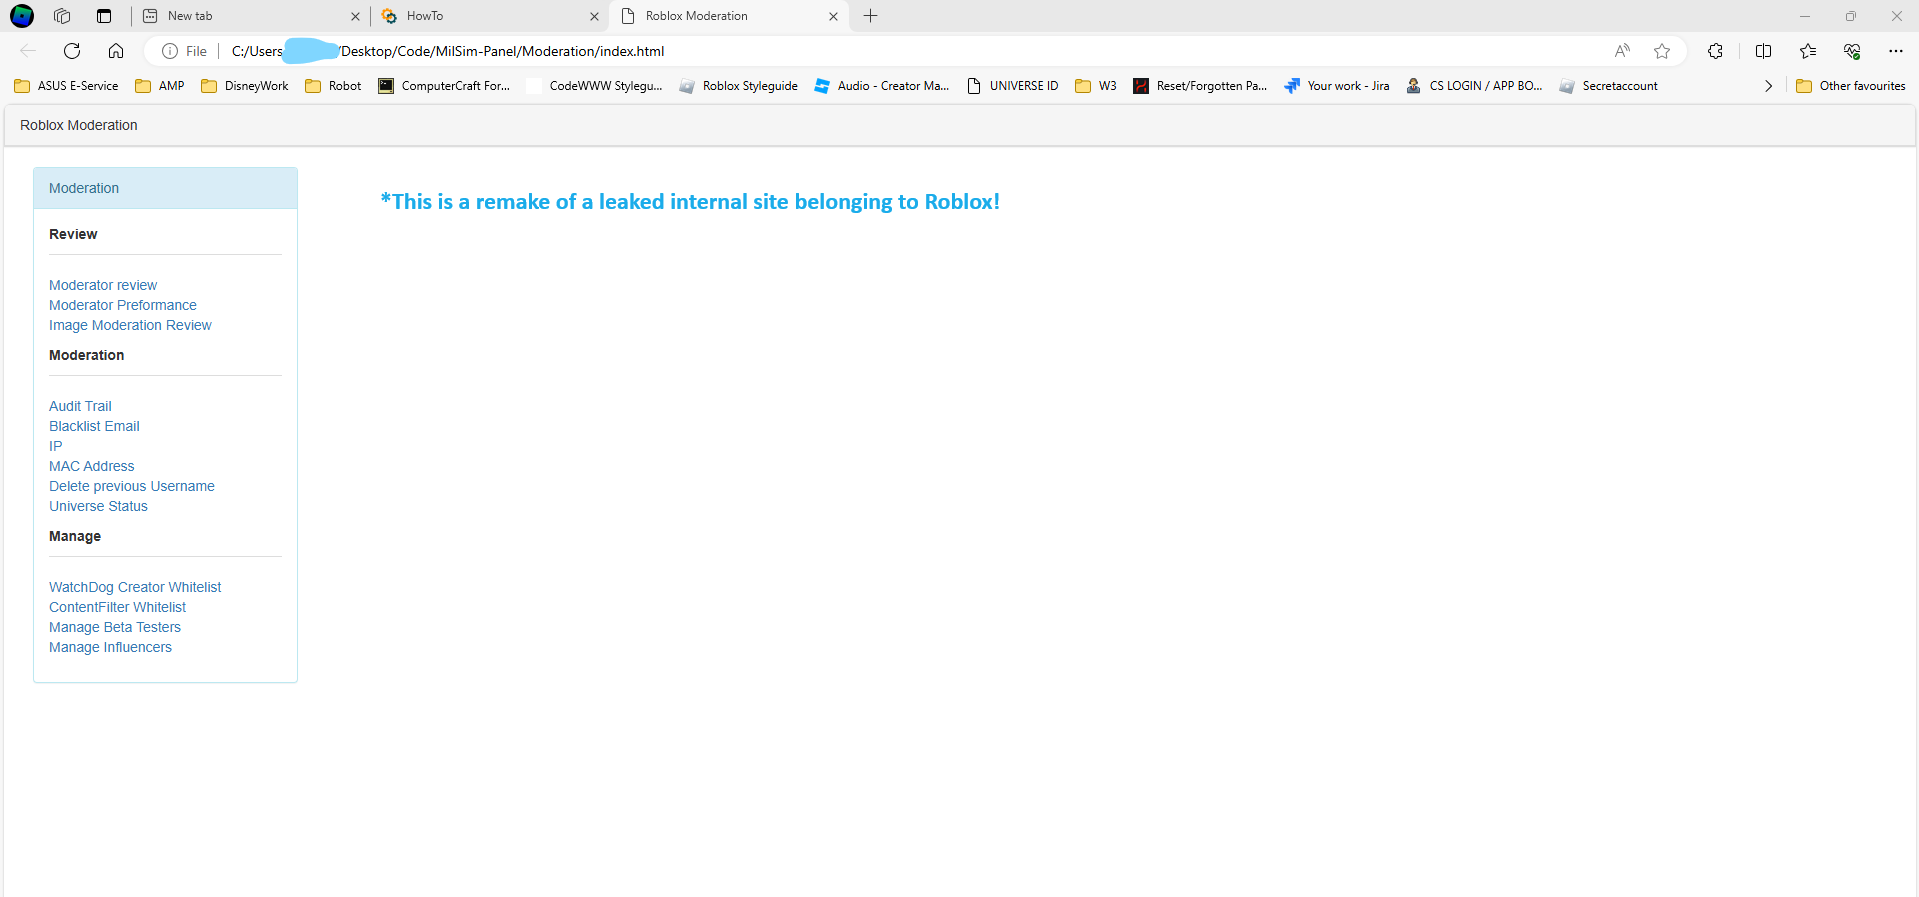 New tab
HowTo
Roblox Moderation
File
C:/Users
/Desktop/Code/MilSim-Panel/Moderation/index.html
ASUS E-Service
AMP
DisneyWork
Robot
ComputerCraft For...
CodeWWW Stylegu...
Roblox Styleguide
Audio - Creator Ma...
UNIVERSE ID
W3
Reset/Forgotten Pa...
Your work - Jira
CS LOGIN / APP BO...
Secretaccount
Other favourites
Roblox Moderation
Moderation
*This is a remake of a leaked internal site belonging to Roblox!
Review
Moderator review
Moderator Preformance
Image Moderation Review
Moderation
Audit Trail
Blacklist Email
IP
MAC Address
Delete previous Username
Universe Status
Manage
WatchDog Creator Whitelist
ContentFilter Whitelist
Manage Beta Testers
Manage Influencers